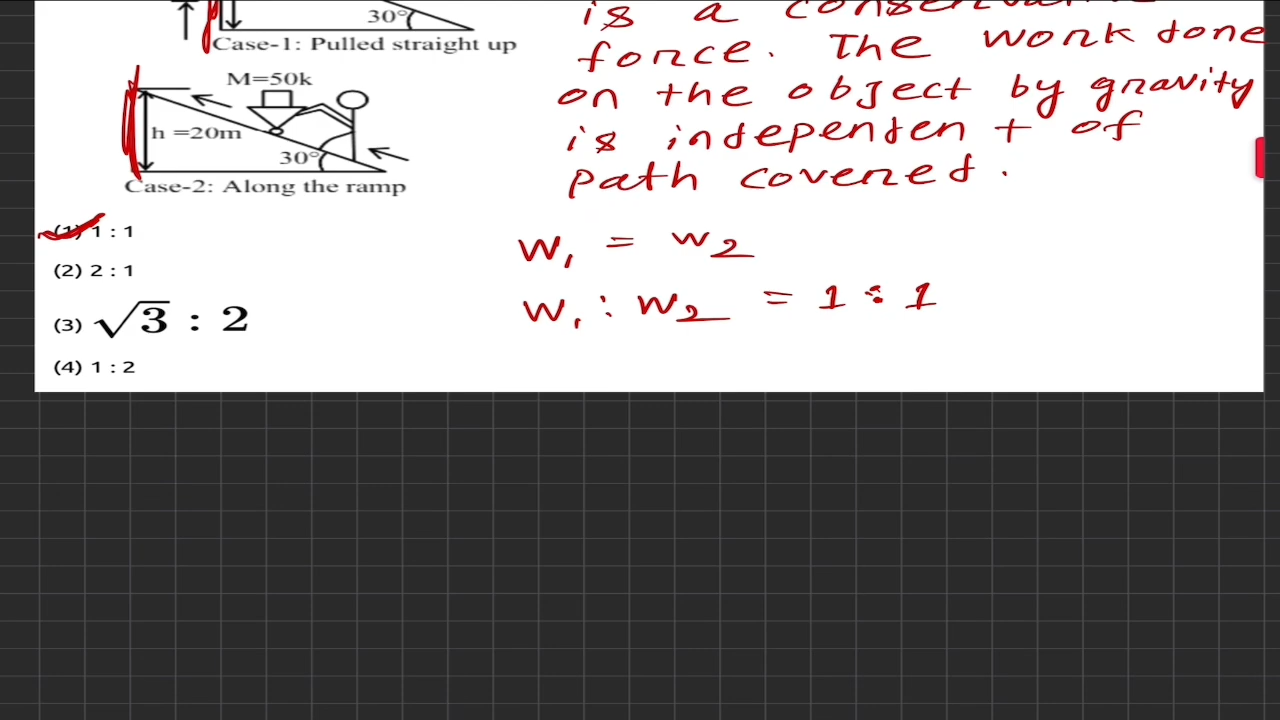 30°
is a
Case-1: Pulled straight up
force. The work done
M=50k
on the object by gravity
h =20m
is independen t of
30°
path covered.
Case-2: Along the ramp
(1) 1 : 1
W₁ = W₂
(2) 2 : 1
W₁ : W₂ = 1 : 1
(3) √3 : 2
(4) 1 : 2